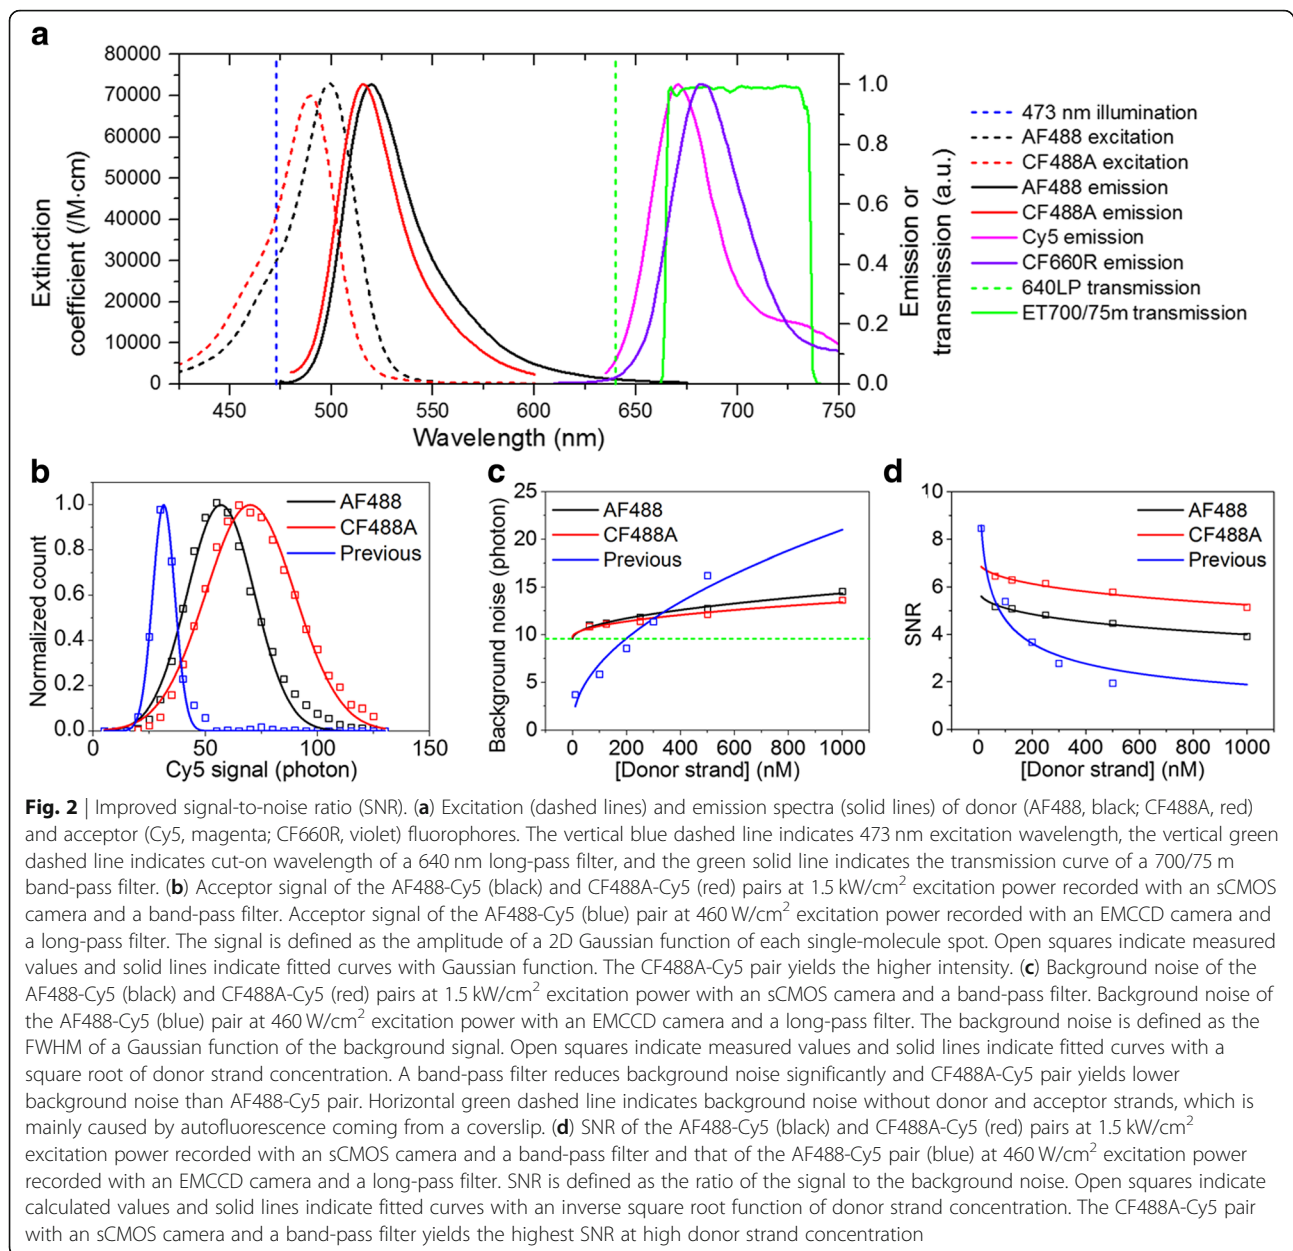 a
80000
70000
60000
50000
40000
30000
20000
10000
0
Extinction
coefficient (/M·cm)
450 500 550 600 650 700 750
Wavelength (nm)
1.0
0.8
0.6
0.4
0.2
0.0
Emission or
transmission (a.u.)
473 nm illumination
AF488 excitation
CF488A excitation
AF488 emission
CF488A emission
Cy5 emission
CF660R emission
640LP transmission
ET700/75m transmission
b
1.0
0.8
0.6
0.4
0.2
0.0
Normalized count
AF488
CF488A
Previous
0 50 100 150
Cy5 signal (photon)
c
25
20
15
10
5
0
Background noise (photon)
AF488
CF488A
Previous
0 200 400 600 800 1000
[Donor strand] (nM)
d
10
8
6
4
2
0
SNR
AF488
CF488A
Previous
0 200 400 600 800 1000
[Donor strand] (nM)
Fig. 2 | Improved signal-to-noise ratio (SNR). (a) Excitation (dashed lines) and emission spectra (solid lines) of donor (AF488, black; CF488A, red)
and acceptor (Cy5, magenta; CF660R, violet) fluorophores. The vertical blue dashed line indicates 473 nm excitation wavelength, the vertical green
dashed line indicates cut-on wavelength of a 640 nm long-pass filter, and the green solid line indicates the transmission curve of a 700/75 m
band-pass filter. (b) Acceptor signal of the AF488-Cy5 (black) and CF488A-Cy5 (red) pairs at 1.5 kW/cm² excitation power recorded with an sCMOS
camera and a band-pass filter. Acceptor signal of the AF488-Cy5 (blue) pair at 460 W/cm² excitation power recorded with an EMCCD camera and
a long-pass filter. The signal is defined as the amplitude of a 2D Gaussian function of each single-molecule spot. Open squares indicate measured
values and solid lines indicate fitted curves with Gaussian function. The CF488A-Cy5 pair yields the higher intensity. (c) Background noise of the
AF488-Cy5 (black) and CF488A-Cy5 (red) pairs at 1.5 kW/cm² excitation power with an sCMOS camera and a band-pass filter. Background noise of
the AF488-Cy5 (blue) pair at 460 W/cm² excitation power with an EMCCD camera and a long-pass filter. The background noise is defined as the
FWHM of a Gaussian function of the background signal. Open squares indicate measured values and solid lines indicate fitted curves with a
square root of donor strand concentration. A band-pass filter reduces background noise significantly and CF488A-Cy5 pair yields lower
background noise than AF488-Cy5 pair. Horizontal green dashed line indicates background noise without donor and acceptor strands, which is
mainly caused by autofluorescence coming from a coverslip. (d) SNR of the AF488-Cy5 (black) and CF488A-Cy5 (red) pairs at 1.5 kW/cm²
excitation power recorded with an sCMOS camera and a band-pass filter and that of the AF488-Cy5 pair (blue) at 460 W/cm² excitation power
recorded with an EMCCD camera and a long-pass filter. SNR is defined as the ratio of the signal to the background noise. Open squares indicate
calculated values and solid lines indicate fitted curves with an inverse square root function of donor strand concentration. The CF488A-Cy5 pair
with an sCMOS camera and a band-pass filter yields the highest SNR at high donor strand concentration